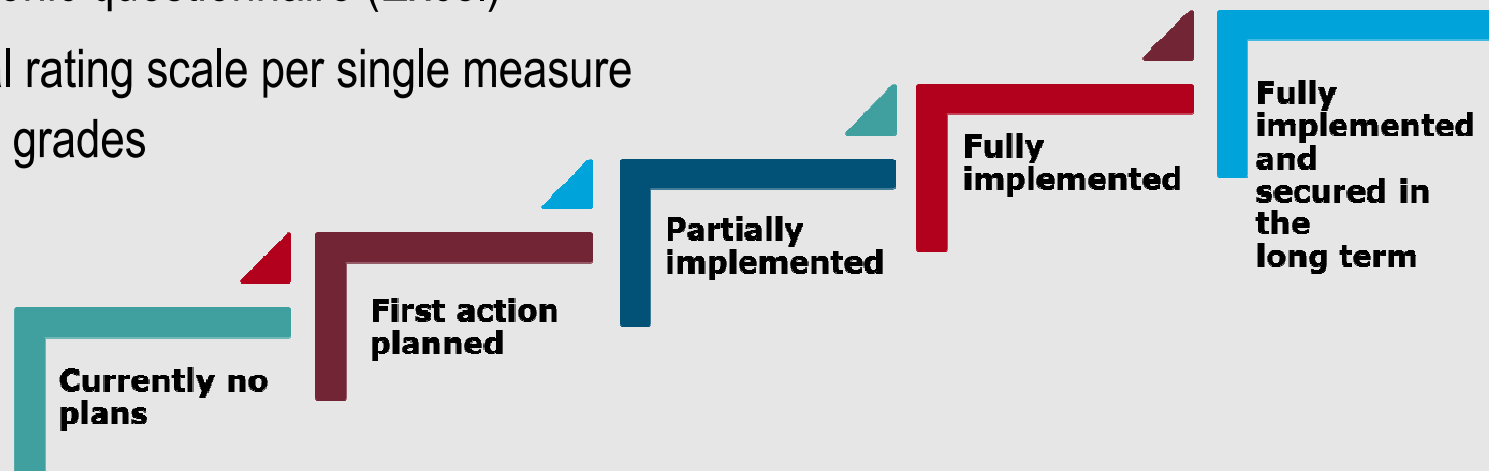 rating scale per single measure
grades
Fully
implemented
and
secured in
the
long term
Fully
implemented
Partially
implemented
First action
planned
Currently no
plans